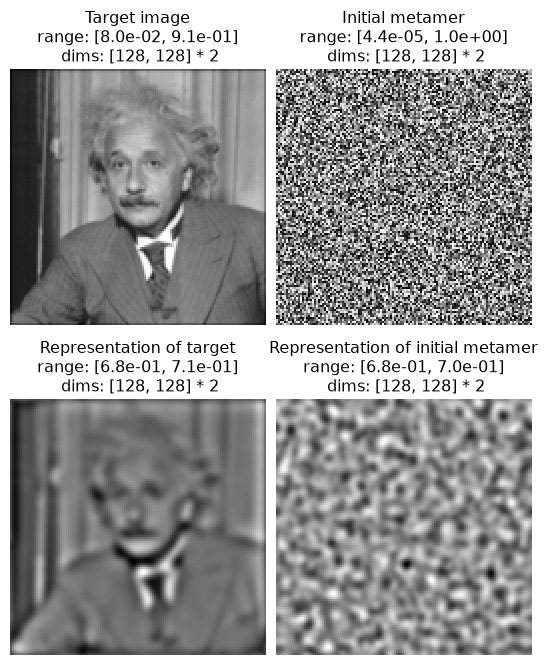 Target image
range: [8.0e-02, 9.1e-01]
dims: [128, 128] * 2
Initial metamer
range: [4.4e-05, 1.0e+00]
dims: [128, 128] * 2
Representation of target
range: [6.8e-01, 7.1e-01]
dims: [128, 128] * 2
Representation of initial metamer
range: [6.8e-01, 7.0e-01]
dims: [128, 128] * 2